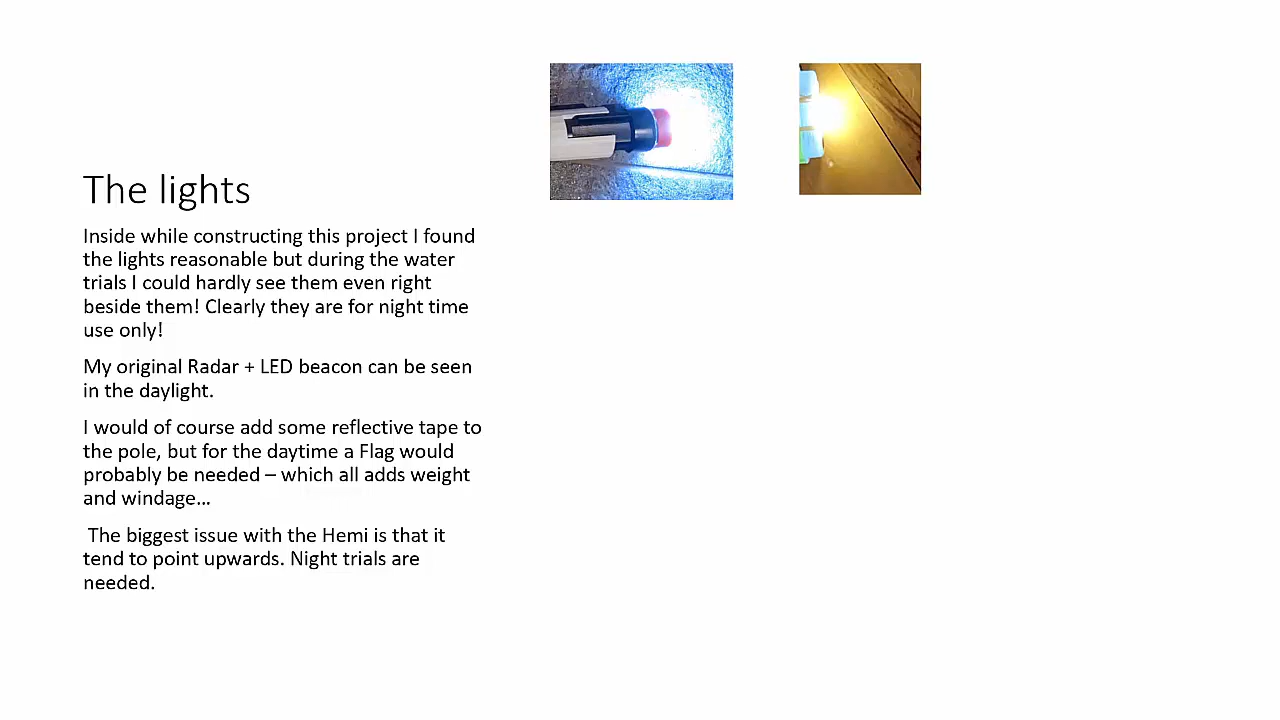 The lights
Inside while constructing this project I found
the lights reasonable but during the water
trials I could hardly see them even right
beside them! Clearly they are for night time
use only!
My original Radar + LED beacon can be seen
in the daylight.
I would of course add some reflective tape to
the pole, but for the daytime a Flag would
probably be needed – which all adds weight
and windage…
The biggest issue with the Hemi is that it
tend to point upwards. Night trials are
needed.